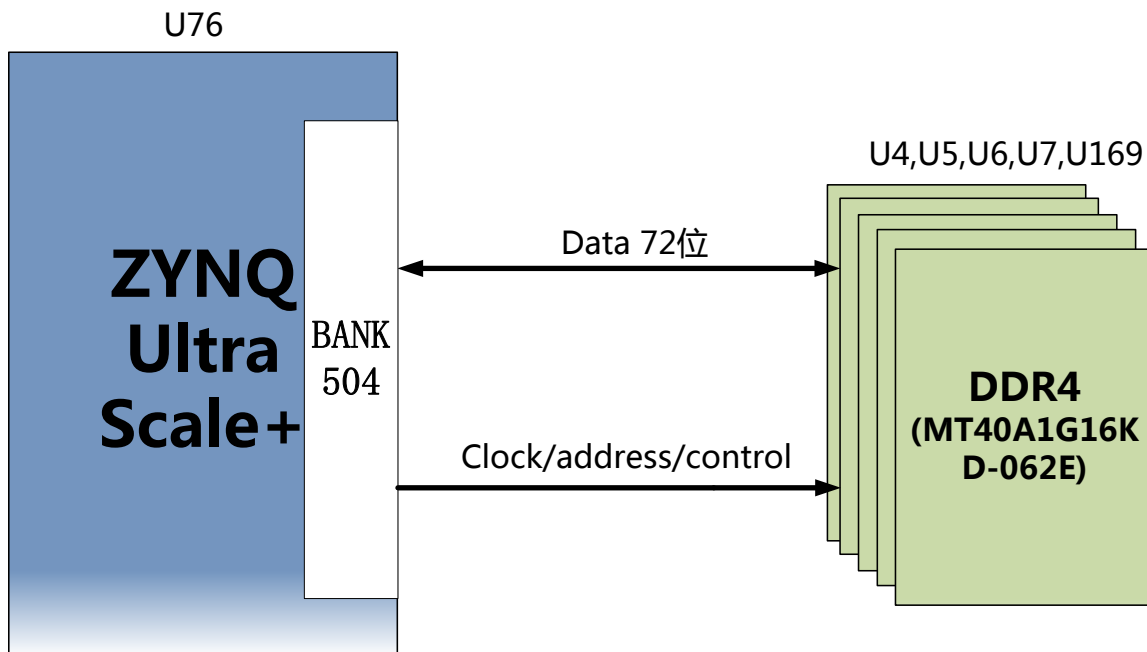 U76
ZYNQ
Ultra
Scale+
BANK
504
Data 72位
Clock/address/control
U4,U5,U6,U7,U169
DDR4
(MT40A1G16K
D-062E)